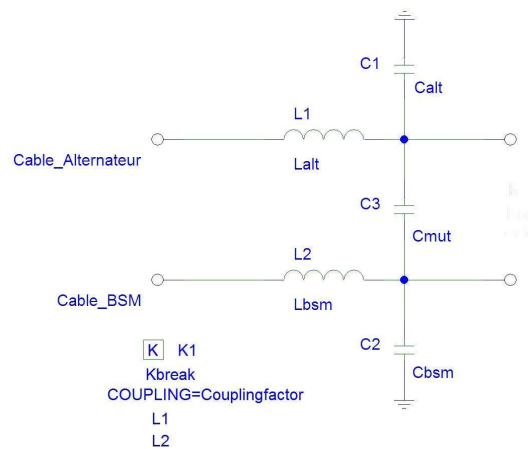 C1
Calt
L1
Cable_Alternateur
Lalt
C3
Cmut
L2
Cable_BSM
Lbsm
C2
K K1
Cbsm
Kbreak
COUPLING=Couplingfactor
L1
L2